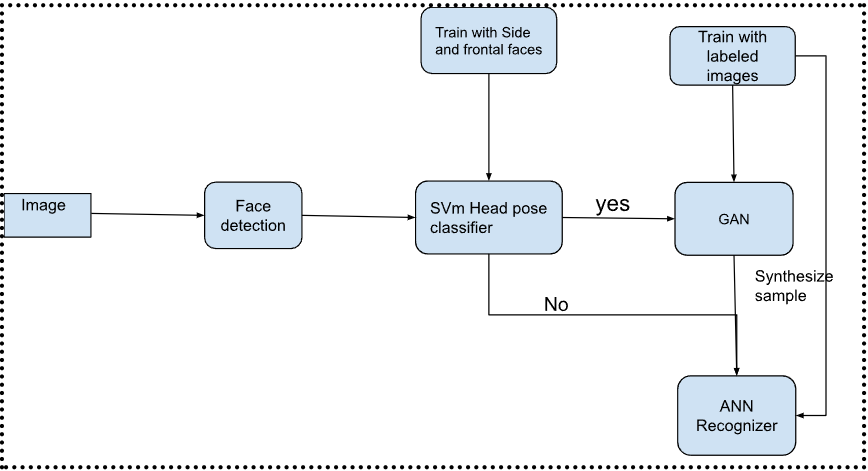 Train with Side
and frontal faces
Train with
labeled
images
Image
Face
detection
SVm Head pose
classifier
yes
GAN
Synthesize
sample
No
ANN
Recognizer